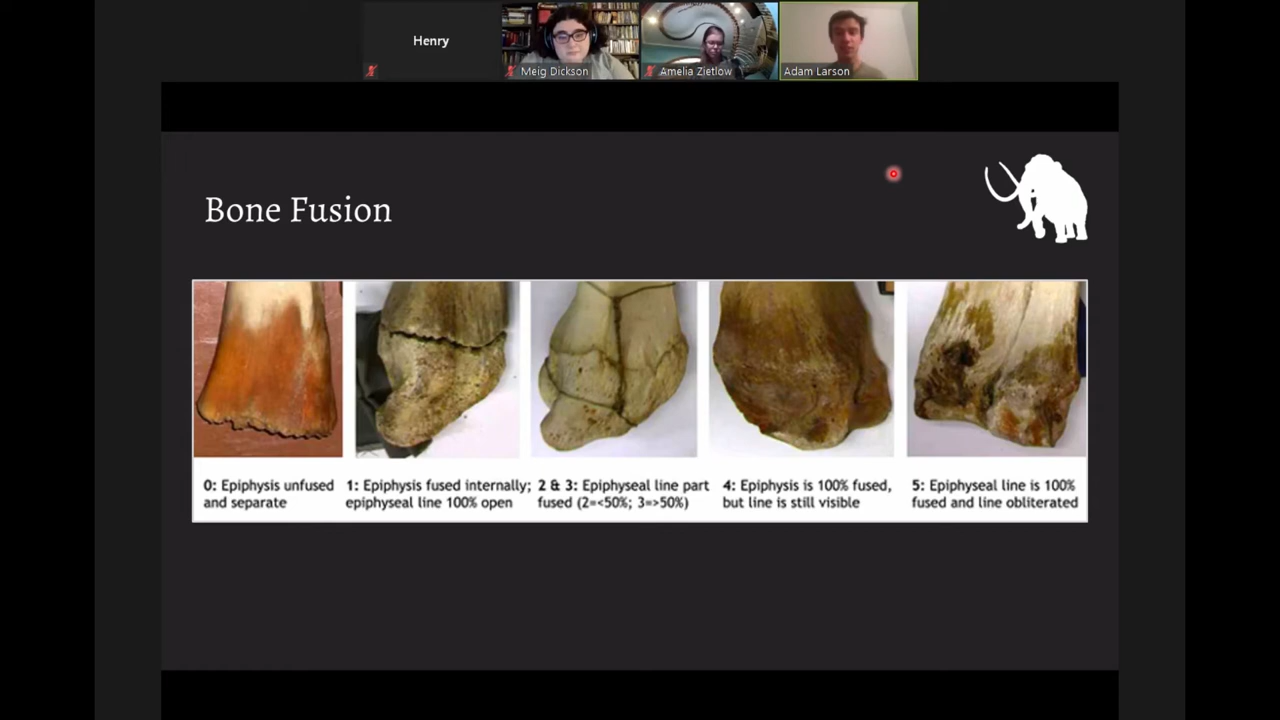 Henry
Meig Dickson
Amelia Zietlow
Adam Larson
Bone Fusion
0: Epiphysis unfused
and separate
1: Epiphysis fused internally;
epiphyseal line 100% open
2 & 3: Epiphyseal line part
fused (2=<50%; 3=>50%)
4: Epiphysis is 100% fused,
but line is still visible
5: Epiphyseal line is 100%
fused and line obliterated